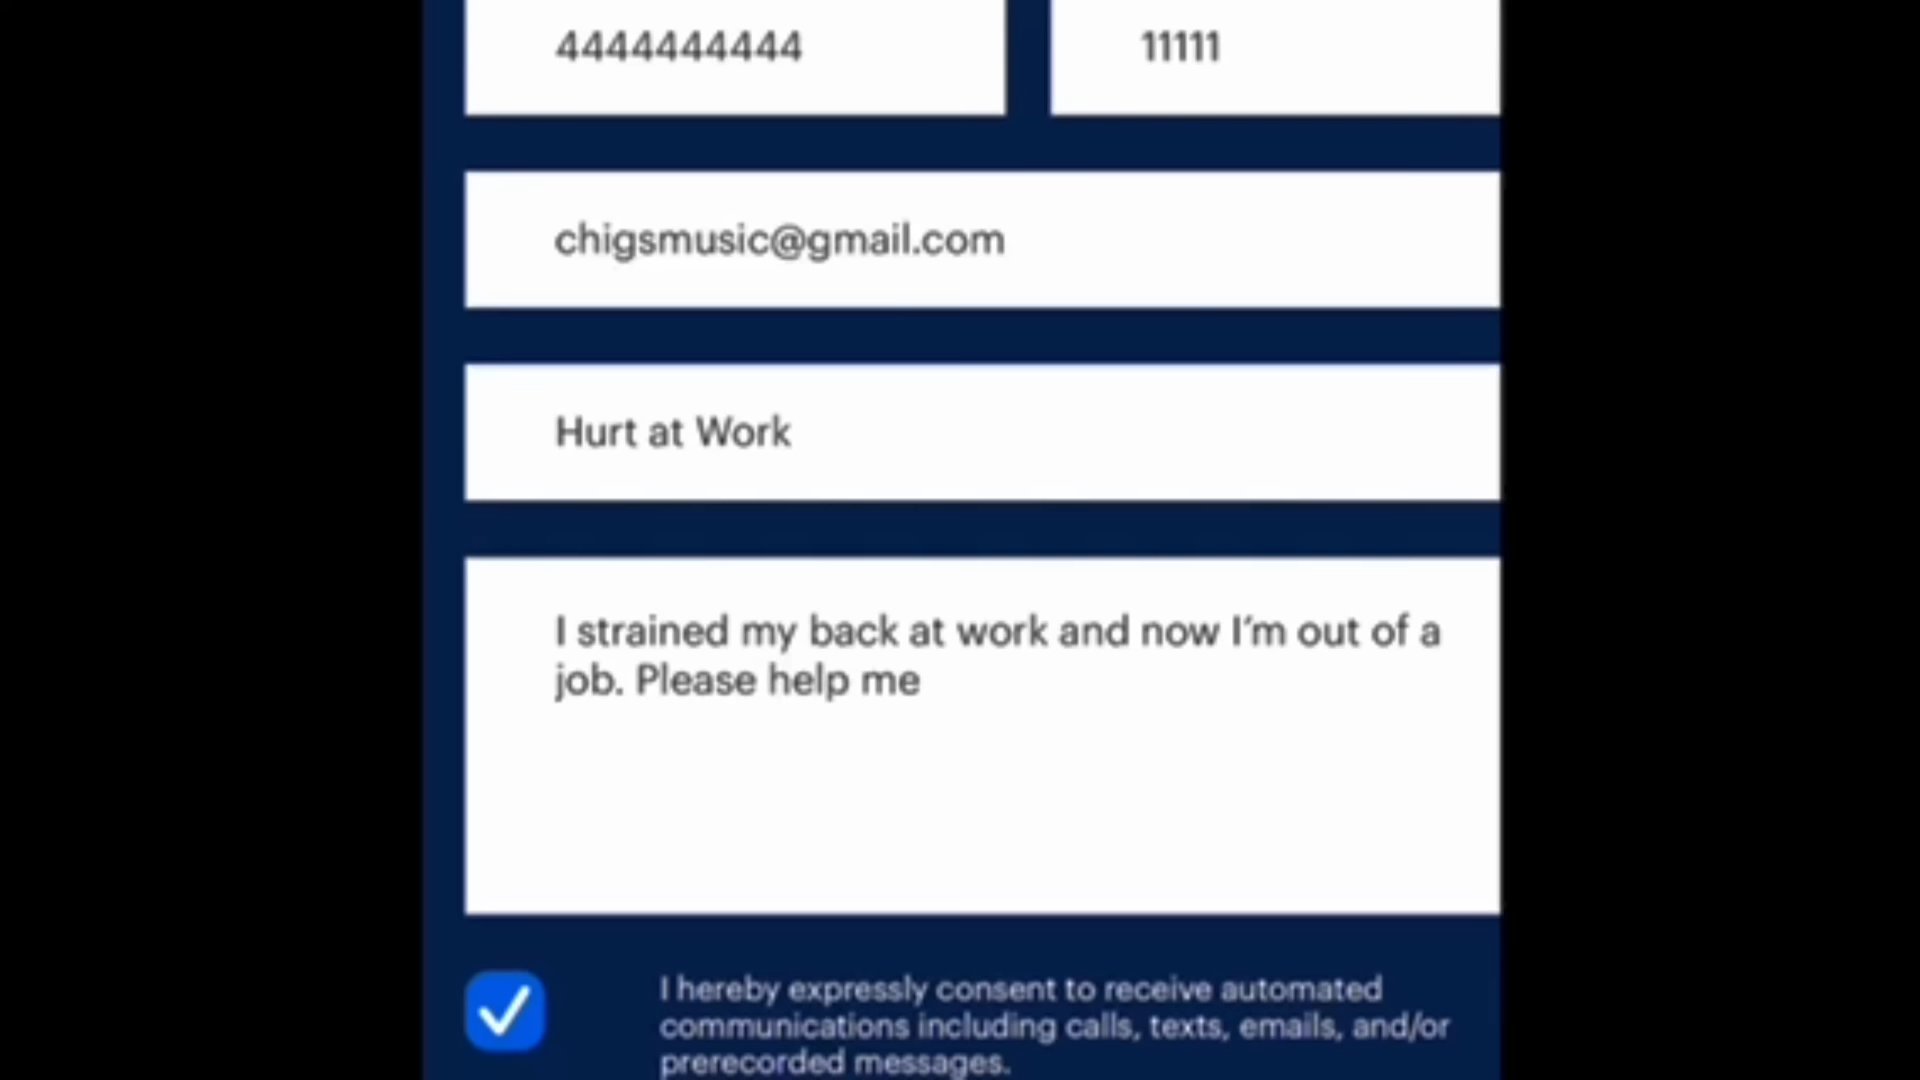 4444444444 11111
chigsmusic@gmail.com
Hurt at Work
I strained my back at work and now I'm out of a
job. Please help me
I hereby expressly consent to receive automated
communications including calls, texts, emails, and/or
prerecorded messages.